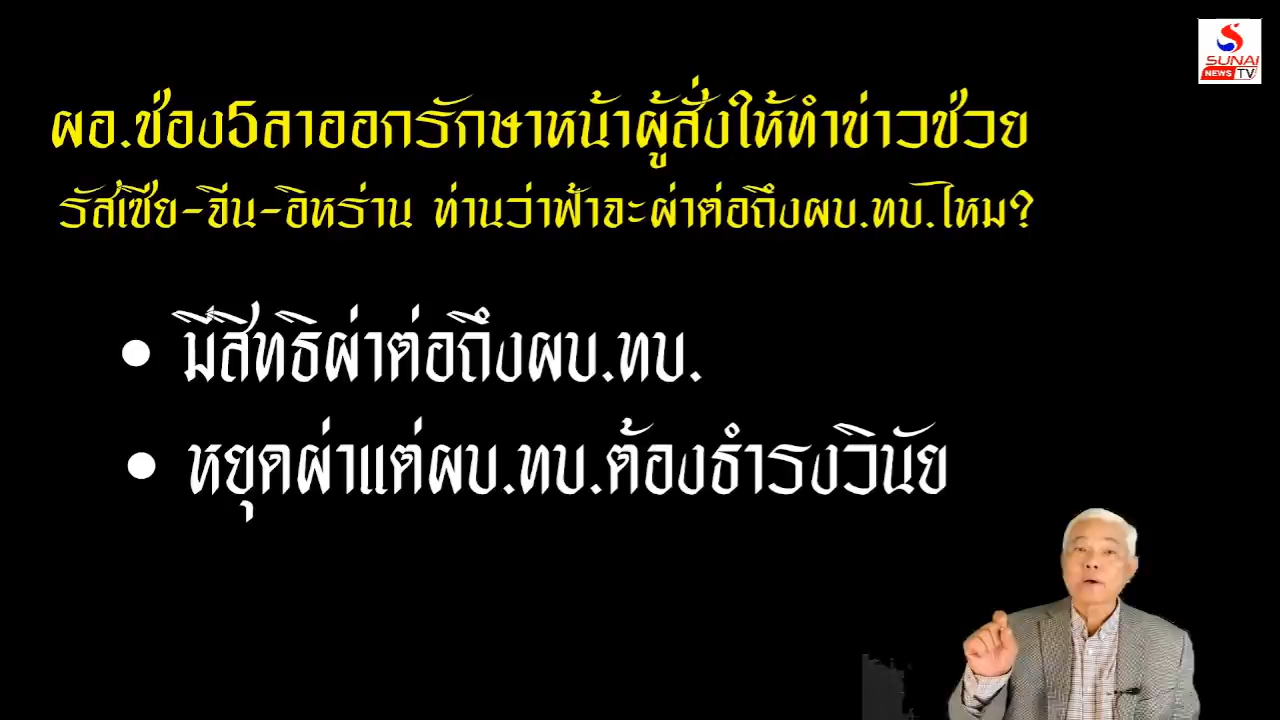 SUNAI
NEWS TV
ผอ.ช่อง5ลาออกรักษาหน้าผู้สั่งให้ทำข่าวช่วย
รัสเซีย-จีน-อิหร่าน ท่านว่าฟ้าจะผ่าต่อถึงผบ.ทบ.ไหม?
• มีสิทธิผ่าต่อถึงผบ.ทบ.
• หยุดผ่าแต่ผบ.ทบ.ต้องธำรงวินัย